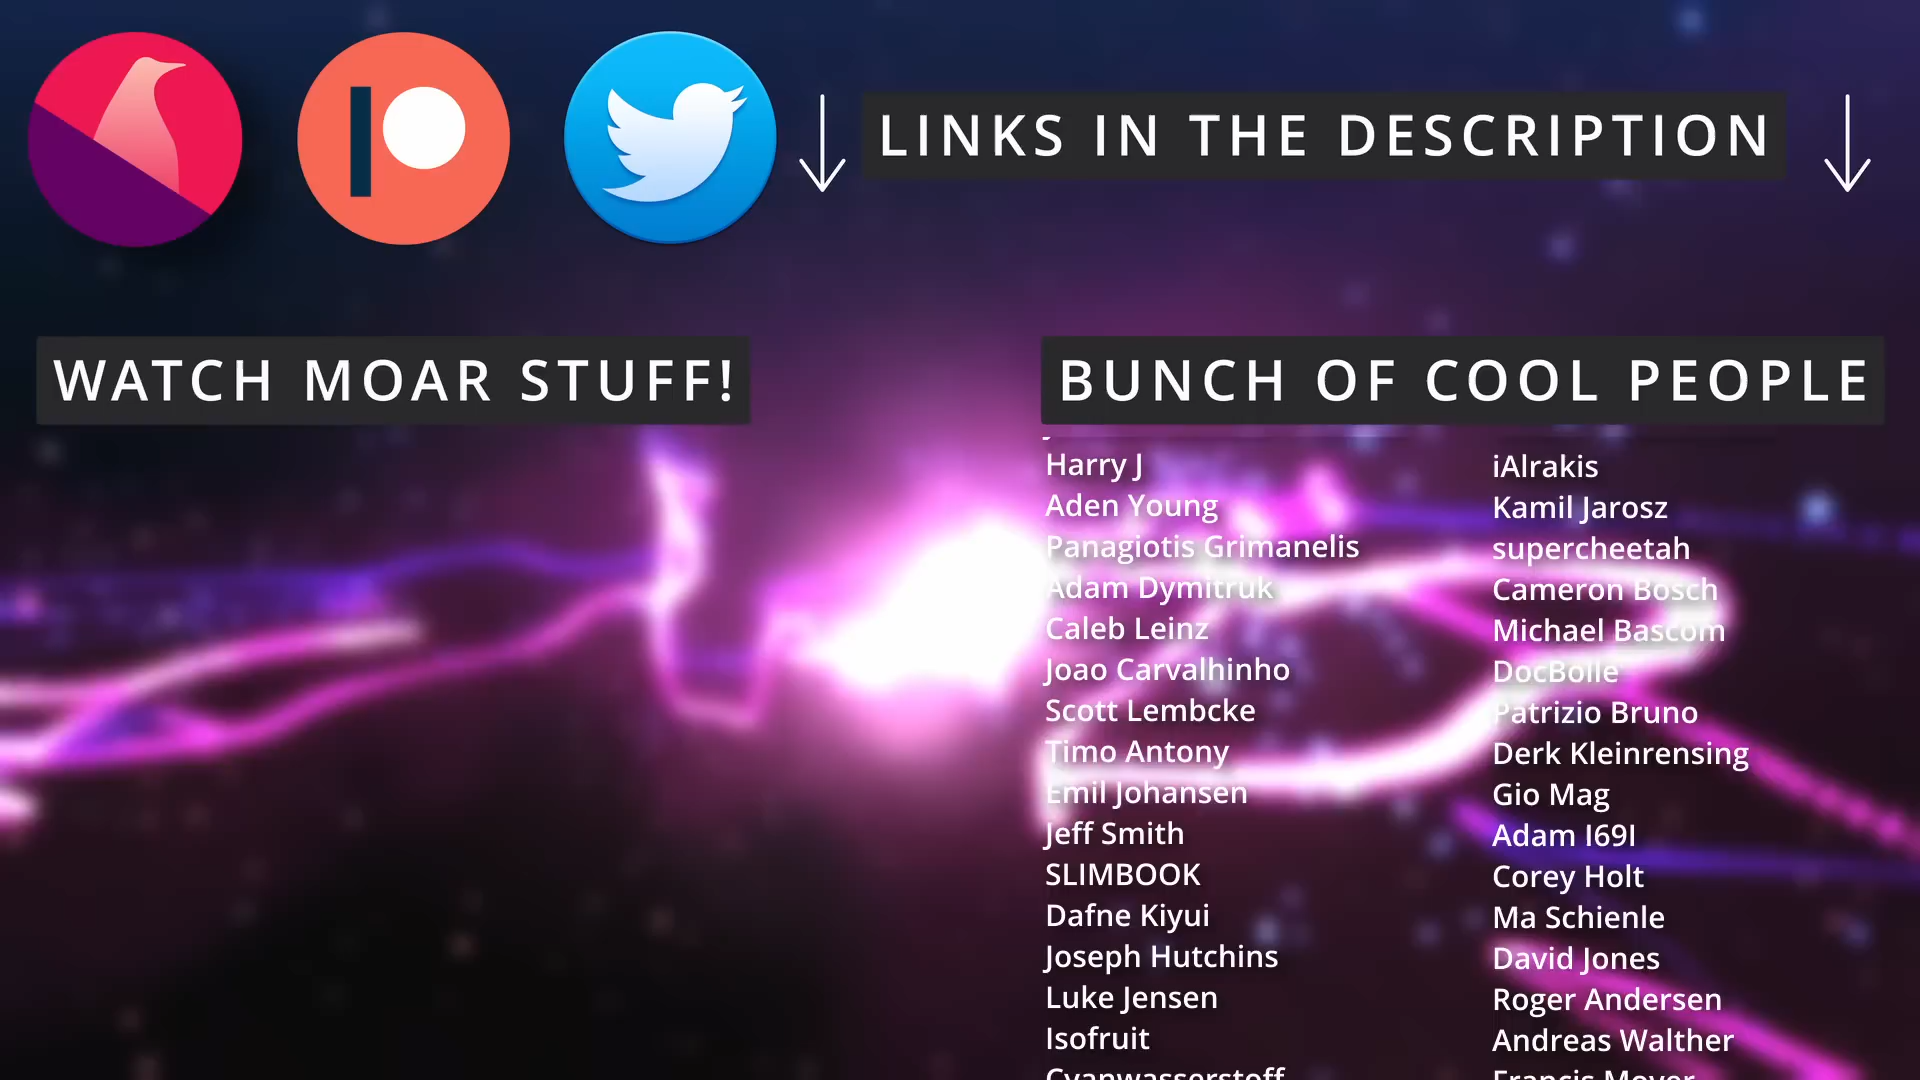 LINKS IN THE DESCRIPTION
WATCH MOAR STUFF!
BUNCH OF COOL PEOPLE
Harry J
Aden Young
Panagiotis Grimanelis
Adam Dymitruk
Caleb Leinz
Joao Carvalhinho
Scott Lembcke
Timo Antony
Emil Johansen
Jeff Smith
SLIMBOOK
Dafne Kiyui
Joseph Hutchins
Luke Jensen
Isofruit
Cyanwasserstoff
iAlrakis
Kamil Jarosz
supercheetah
Cameron Bosch
Michael Bascom
DocBolle
Patrizio Bruno
Derk Kleinrensing
Gio Mag
Adam I69I
Corey Holt
Ma Schienle
David Jones
Roger Andersen
Andreas Walther
Francis